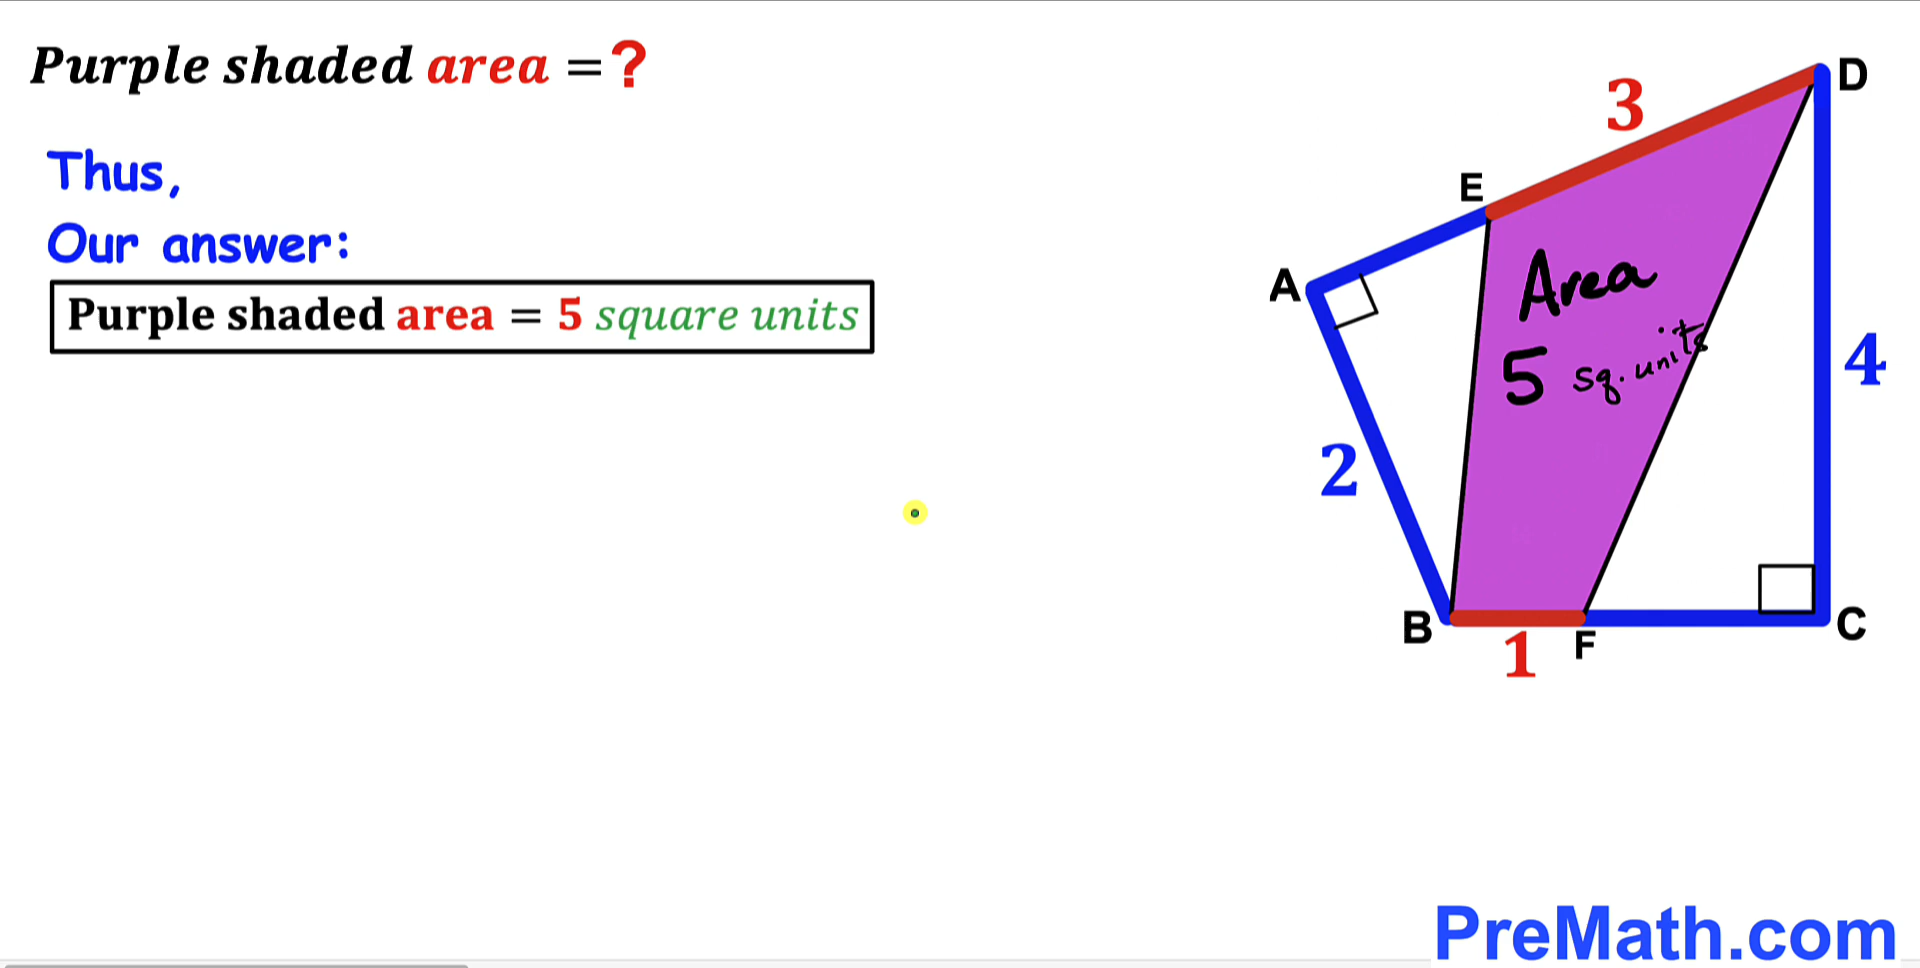 Purple shaded area = ?
Thus,
Our answer:
Purple shaded area = 5 square units
D
3
E
A
Area
5 sq. units
4
2
B
1
F
C
PreMath.com